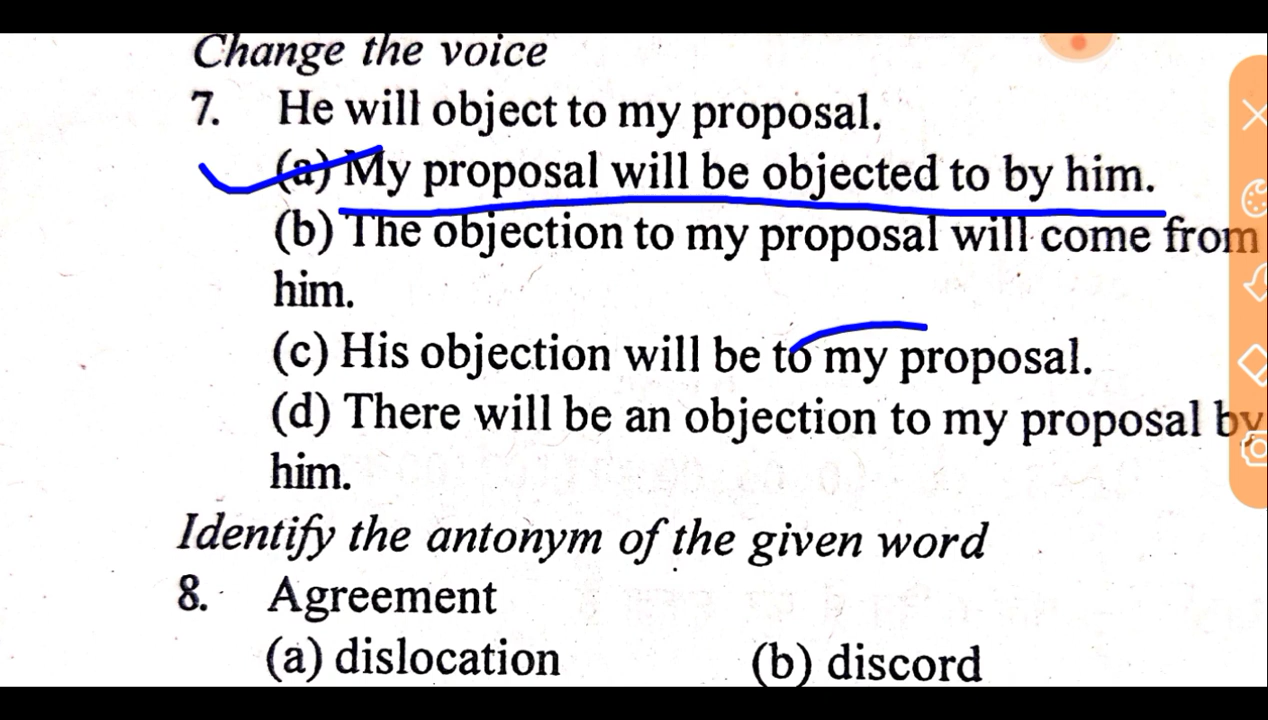 Change the voice
7. He will object to my proposal.
(a) My proposal will be objected to by him.
(b) The objection to my proposal will come from
him.
(c) His objection will be to my proposal.
(d) There will be an objection to my proposal by
him.
Identify the antonym of the given word
8. Agreement
(a) dislocation (b) discord